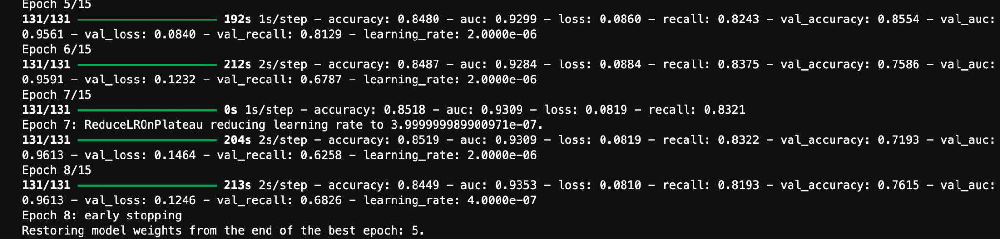 Epoch 5/15
131/131 ━━━━━━━━━━━━━━━━━━━━ 192s 1s/step – accuracy: 0.8480 – auc: 0.9299 – loss: 0.0860 – recall: 0.8243 – val_accuracy: 0.8554 – val_auc:
0.9561 – val_loss: 0.0840 – val_recall: 0.8129 – learning_rate: 2.0000e–06
Epoch 6/15
131/131 ━━━━━━━━━━━━━━━━━━━━ 212s 2s/step – accuracy: 0.8487 – auc: 0.9284 – loss: 0.0884 – recall: 0.8375 – val_accuracy: 0.7586 – val_auc:
0.9591 – val_loss: 0.1232 – val_recall: 0.6787 – learning_rate: 2.0000e–06
Epoch 7/15
131/131 ━━━━━━━━━━━━━━━━━━━━ 0s 1s/step – accuracy: 0.8518 – auc: 0.9309 – loss: 0.0819 – recall: 0.8321
Epoch 7: ReduceLROnPlateau reducing learning rate to 3.999999989900971e–07.
131/131 ━━━━━━━━━━━━━━━━━━━━ 204s 2s/step – accuracy: 0.8519 – auc: 0.9309 – loss: 0.0819 – recall: 0.8322 – val_accuracy: 0.7193 – val_auc:
0.9613 – val_loss: 0.1464 – val_recall: 0.6258 – learning_rate: 2.0000e–06
Epoch 8/15
131/131 ━━━━━━━━━━━━━━━━━━━━ 213s 2s/step – accuracy: 0.8449 – auc: 0.9353 – loss: 0.0810 – recall: 0.8193 – val_accuracy: 0.7615 – val_auc:
0.9613 – val_loss: 0.1246 – val_recall: 0.6826 – learning_rate: 4.0000e–07
Epoch 8: early stopping
Restoring model weights from the end of the best epoch: 5.